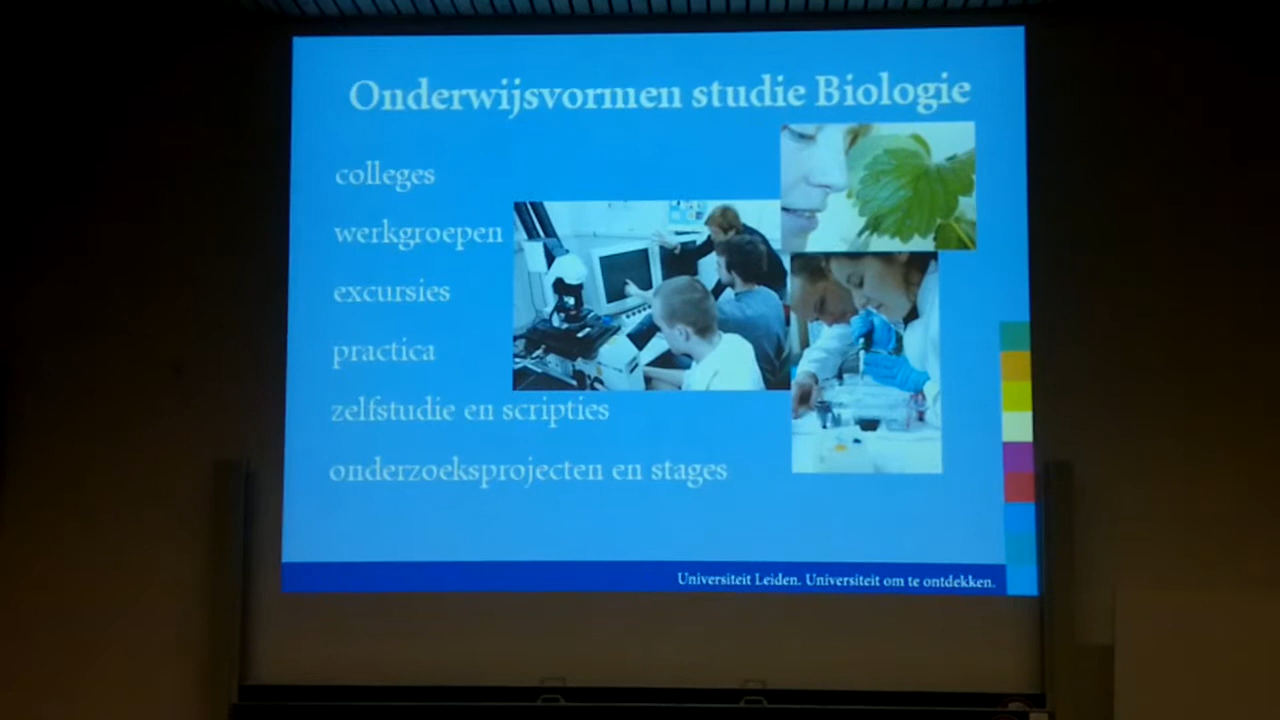 Onderwijsvormen studie Biologie
colleges
werkgroepen
excursies
practica
zelfstudie en scripties
onderzoeksprojecten en stages
Universiteit Leiden. Universiteit om te ontdekken.